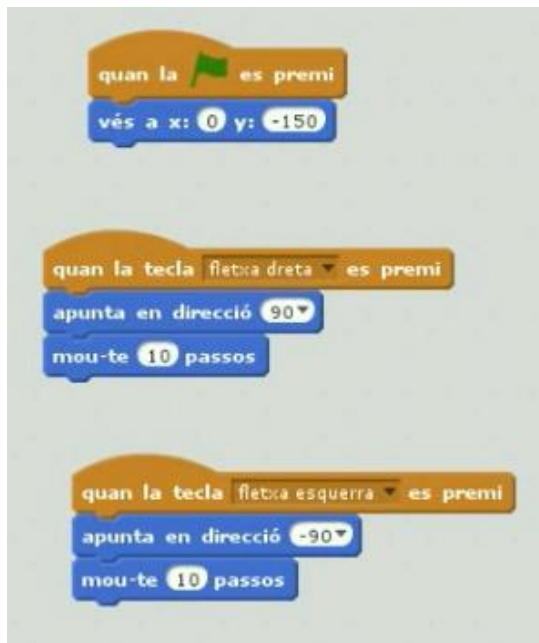 quan la es premi
vés a x: 0 y: -150
quan la tecla fletxa dreta es premi
apunta en direcció 90
mou-te 10 passos
quan la tecla fletxa esquerra es premi
apunta en direcció -90
mou-te 10 passos